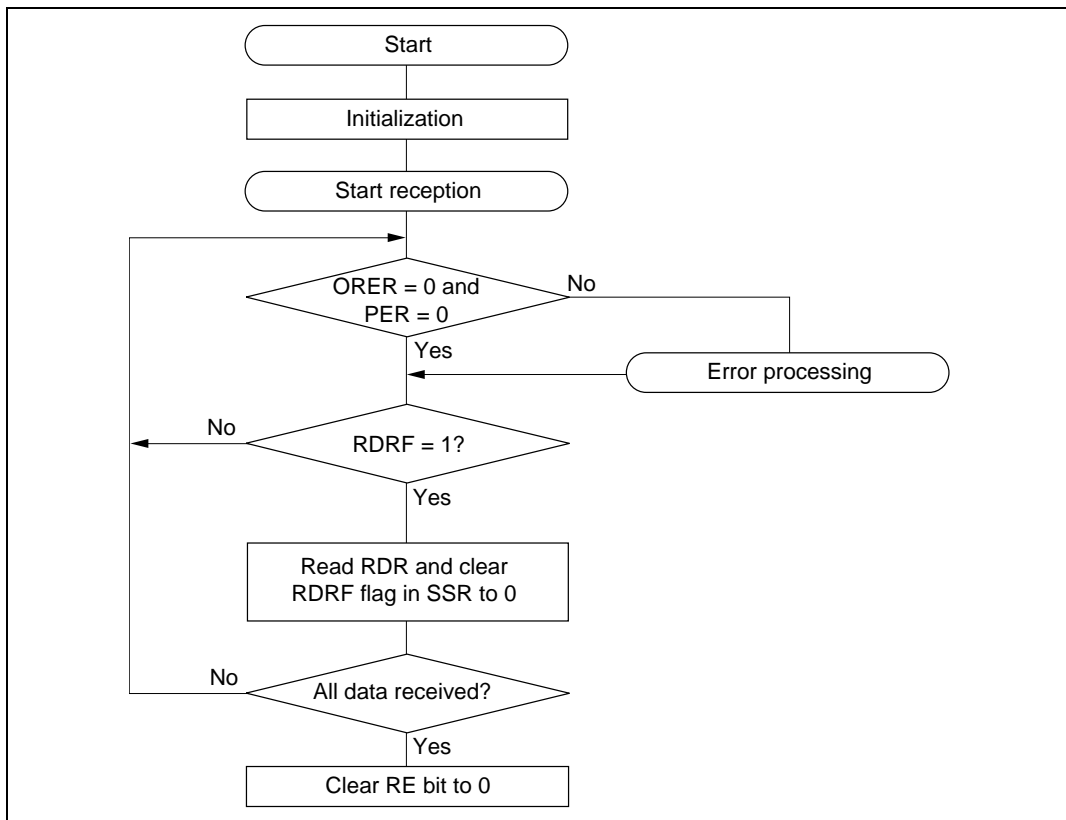 Start
Initialization
Start reception
ORER = 0 and
PER = 0
No
Yes
Error processing
No
RDRF = 1?
Yes
Read RDR and clear
RDRF flag in SSR to 0
No
All data received?
Yes
Clear RE bit to 0